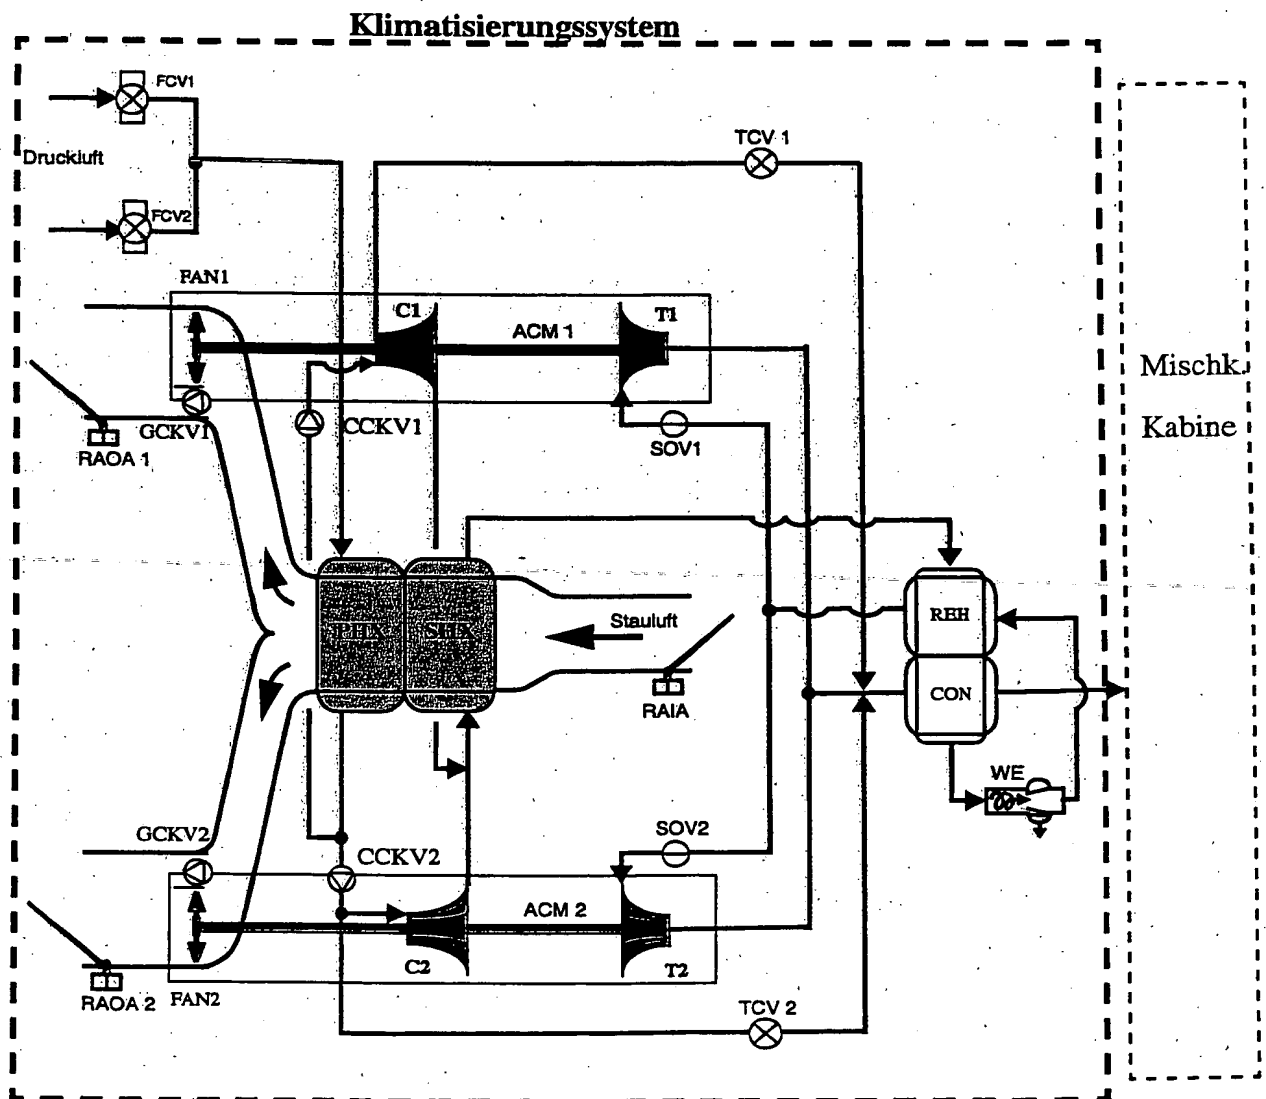 Klimatisierungssystem
FCV1
Druckluft
FCV2
TCV 1
FAN1
C1
ACM 1
T1
GCKV1
CCKV1
RAOA 1
SOV1
Mischk.
Kabine
PHX
SHX
Stauluft
REH
RAIA
CON
WE
GCKV2
CCKV2
SOV2
ACM 2
C2
T2
RAOA 2
FAN2
TCV 2